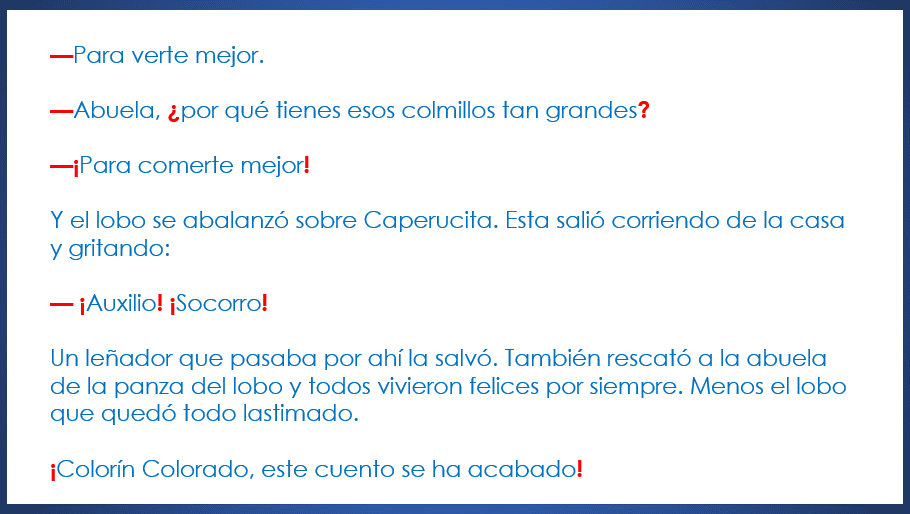 —Para verte mejor.
—Abuela, ¿por qué tienes esos colmillos tan grandes?
—¡Para comerte mejor!
Y el lobo se abalanzó sobre Caperucita. Esta salió corriendo de la casa
y gritando:
— ¡Auxilio! ¡Socorro!
Un leñador que pasaba por ahí la salvó. También rescató a la abuela
de la panza del lobo y todos vivieron felices por siempre. Menos el lobo
que quedó todo lastimado.
¡Colorín Colorado, este cuento se ha acabado!